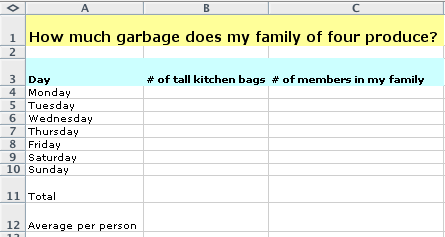 A B C
1 How much garbage does my family of four produce?
2
3 Day # of tall kitchen bags # of members in my family
4 Monday
5 Tuesday
6 Wednesday
7 Thursday
8 Friday
9 Saturday
10 Sunday
11 Total
12 Average per person